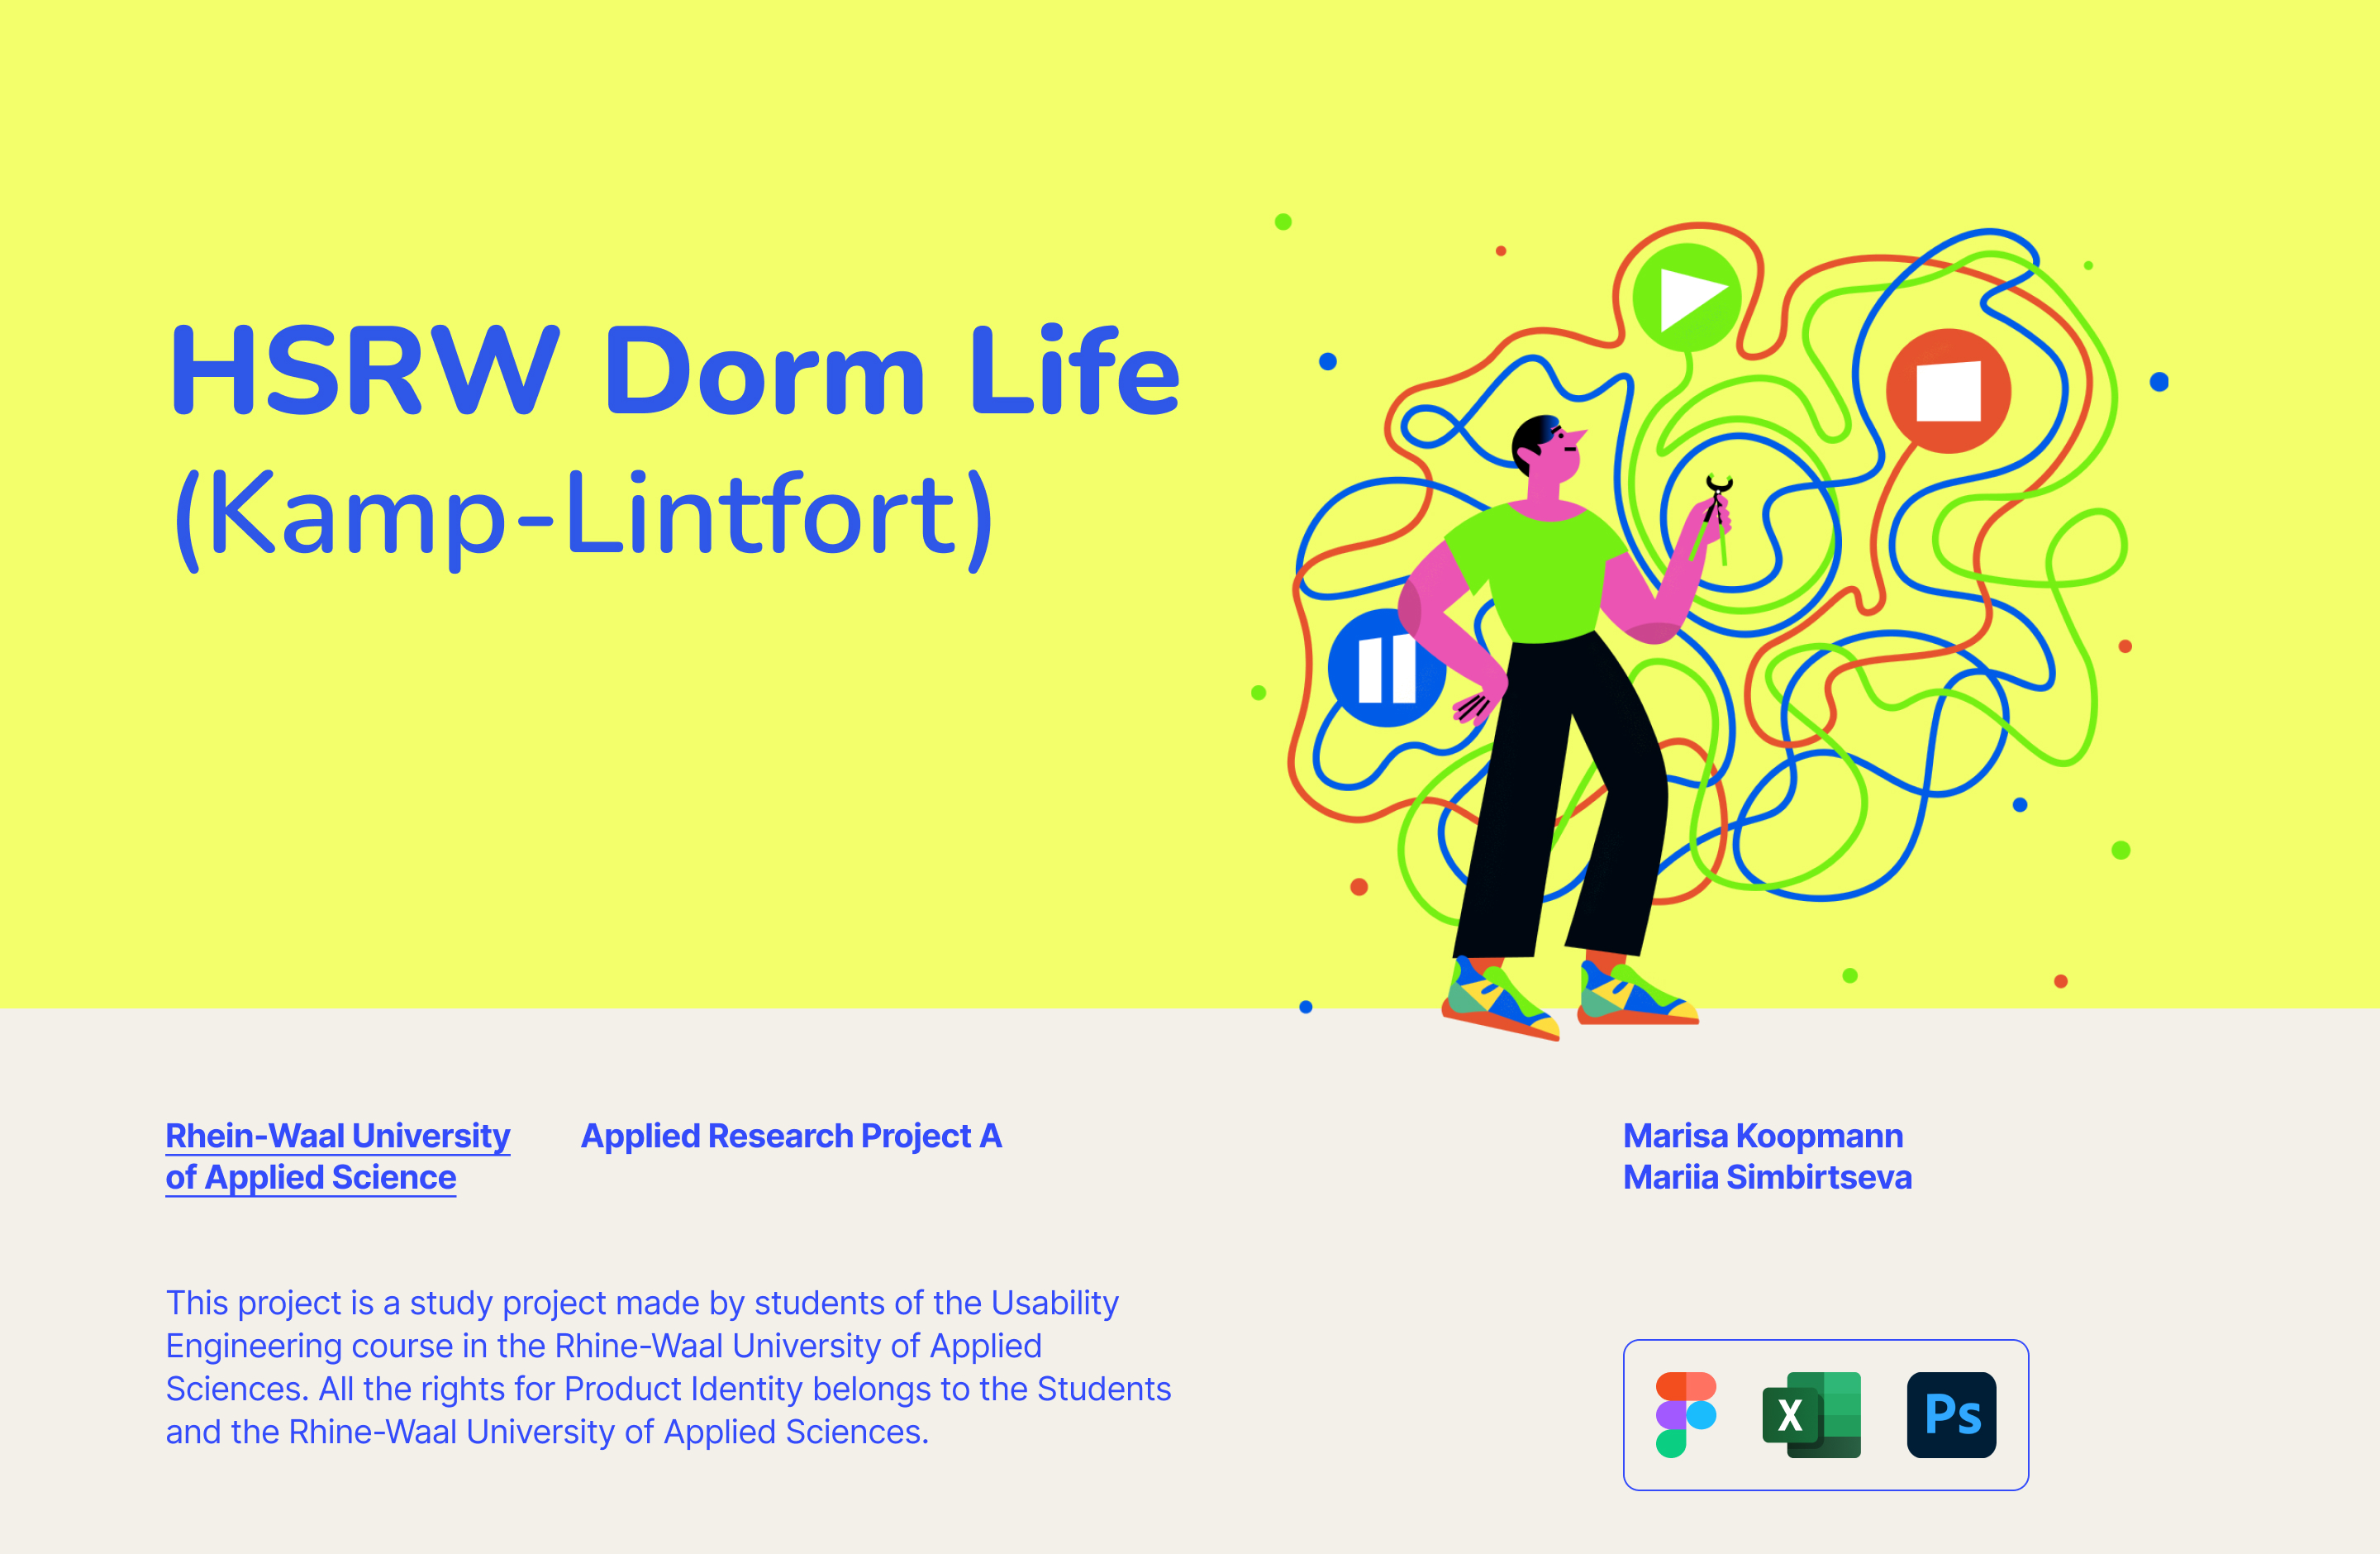 HSRW Dorm Life
(Kamp-Lintfort)
Rhein-Waal University
of Applied Science
Applied Research Project A
Marisa Koopmann
Mariia Simbirtseva
This project is a study project made by students of the Usability
Engineering course in the Rhine-Waal University of Applied
Sciences. All the rights for Product Identity belongs to the Students
and the Rhine-Waal University of Applied Sciences.
X
Ps